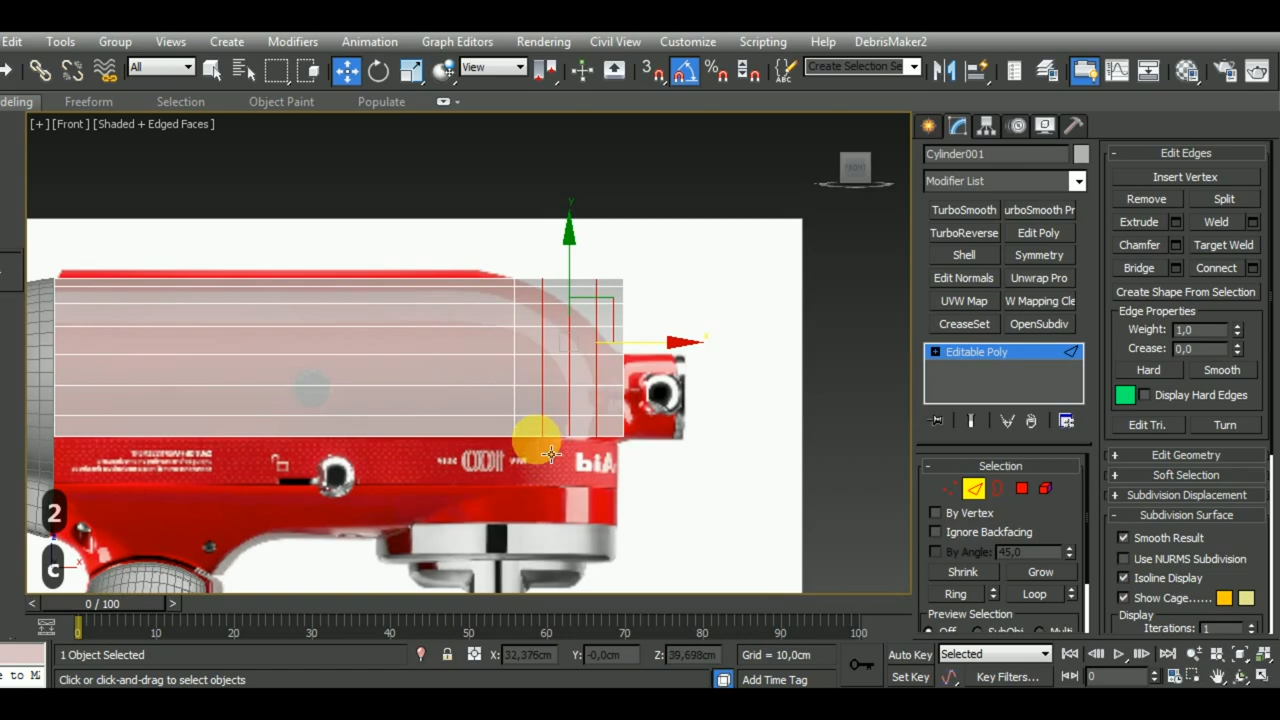 Edit Tools Group Views Create Modifiers Animation Graph Editors Rendering Civil View Customize Scripting Help DebrisMaker2
All View 3 Create Selection Se
deling Freeform Selection Object Paint Populate
[+] [Front] [Shaded + Edged Faces]
FRONT
y
x
2
c
z
x
Cylinder001
Modifier List
TurboSmooth urboSmooth Pr
TurboReverse Edit Poly
Shell Symmetry
Edit Normals Unwrap Pro
UVW Map W Mapping Cle
CreaseSet OpenSubdiv
Editable Poly
Selection
By Vertex
Ignore Backfacing
By Angle: 45,0
Shrink Grow
Ring Loop
Preview Selection
Off SubObj Multi
Edit Edges
Insert Vertex
Remove Split
Extrude Weld
Chamfer Target Weld
Bridge Connect
Create Shape From Selection
Edge Properties
Weight: 1,0
Crease: 0,0
Hard Smooth
Display Hard Edges
Edit Tri. Turn
Edit Geometry
Soft Selection
Subdivision Displacement
Subdivision Surface
Smooth Result
Use NURMS Subdivision
Isoline Display
Show Cage......
Display
Iterations: 1
< 0 / 100 >
0 10 20 30 40 50 60 70 80 90 100
1 Object Selected X: 32,376cm Y: -0,0cm Z: 39,698cm Grid = 10,0cm Auto Key Selected
e to Mi Click or click-and-drag to select objects Add Time Tag Set Key Key Filters... 0